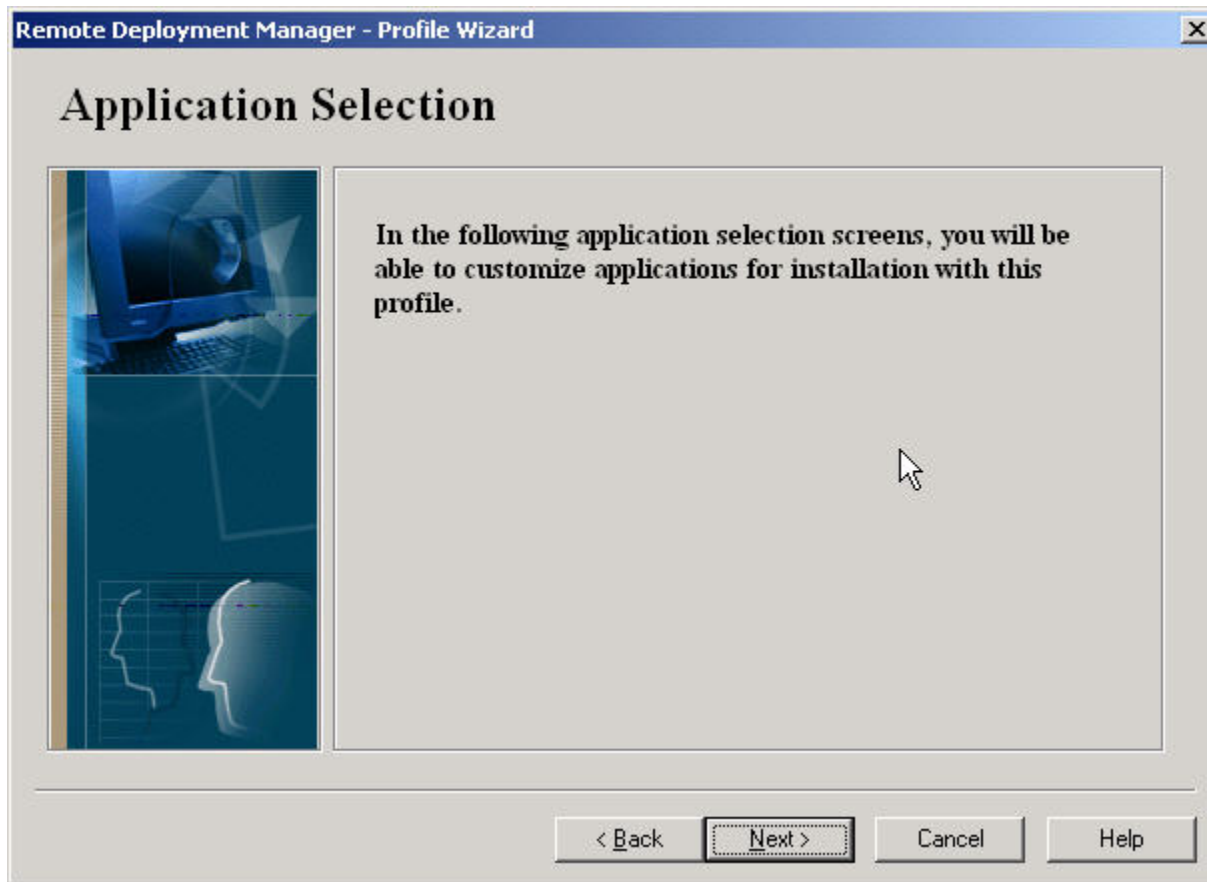 Remote Deployment Manager - Profile Wizard
Application Selection
In the following application selection screens, you will be
able to customize applications for installation with this
profile.
< Back Next > Cancel Help